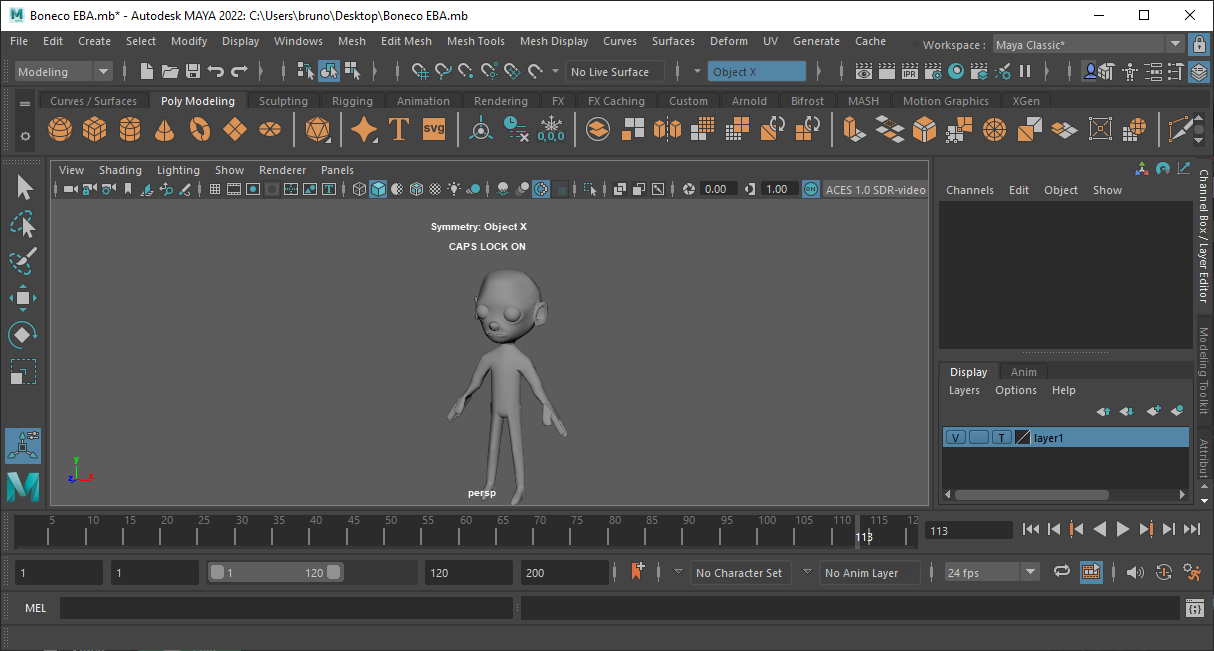 Boneco EBA.mb* - Autodesk MAYA 2022: C:\Users\bruno\Desktop\Boneco EBA.mb
File Edit Create Select Modify Display Windows Mesh Edit Mesh Mesh Tools Mesh Display Curves Surfaces Deform UV Generate Cache Workspace : Maya Classic*
Modeling No Live Surface Object X IPR
Curves / Surfaces Poly Modeling Sculpting Rigging Animation Rendering FX FX Caching Custom Arnold Bifrost MASH Motion Graphics XGen
T SVG 0,0,0
View Shading Lighting Show Renderer Panels
0.00 1.00 ON ACES 1.0 SDR-video
Symmetry: Object X
CAPS LOCK ON
persp
y
z x
Channels Edit Object Show
Channel Box / Layer Editor
Modeling Toolkit
Attribut
Display Anim
Layers Options Help
V T layer1
5 10 15 20 25 30 35 40 45 50 55 60 65 70 75 80 85 90 95 100 105 110 115 12
113 113
1 1 1 120 120 200 No Character Set No Anim Layer 24 fps
MEL